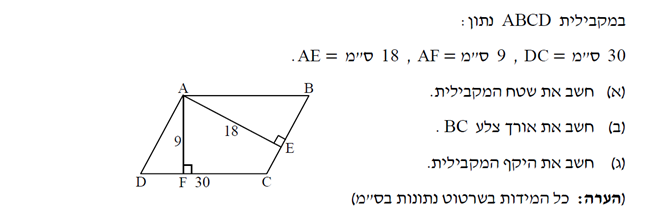 במקבילית ABCD נתון:
30 ס"מ = DC , 9 ס"מ = AF , 18 ס"מ = AE.
(א) חשב את שטח המקבילית.
(ב) חשב את אורך צלע BC.
(ג) חשב את היקף המקבילית.
(הערה: כל המידות בשרטוט נתונות בס"מ)
A B
18
9
E
D F 30 C